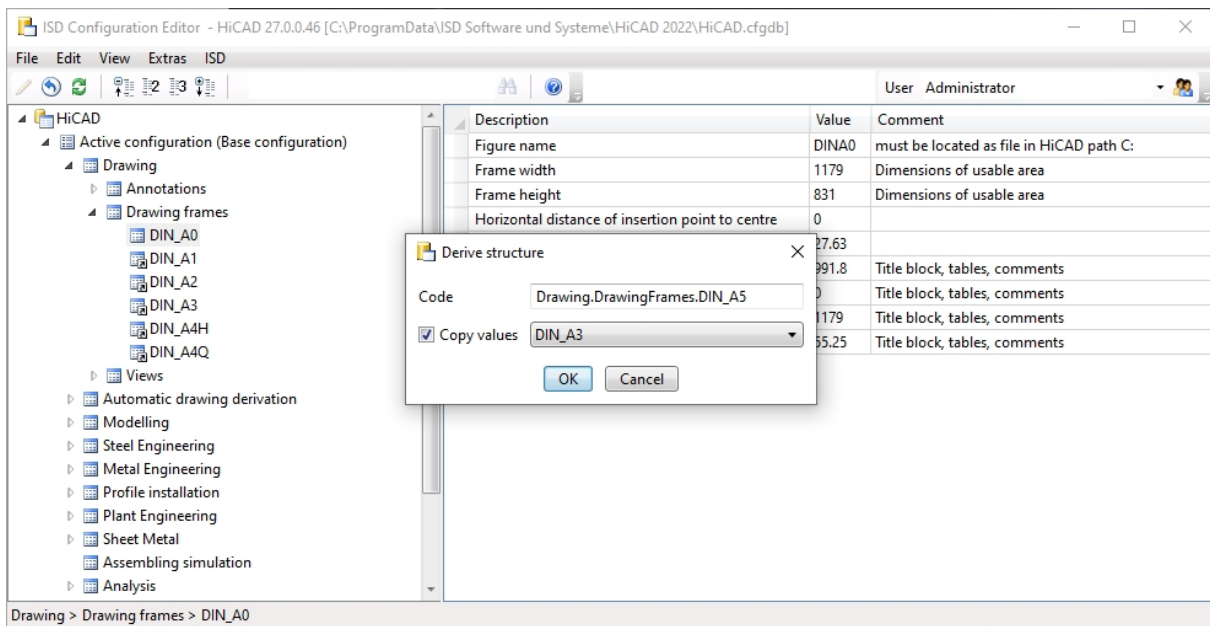 ISD Configuration Editor - HiCAD 27.0.0.46 [C:\ProgramData\ISD Software und Systeme\HiCAD 2022\HiCAD.cfgdb]
File Edit View Extras ISD
User Administrator
HiCAD
Active configuration (Base configuration)
Drawing
Annotations
Drawing frames
DIN_A0
DIN_A1
DIN_A2
DIN_A3
DIN_A4H
DIN_A4Q
Views
Automatic drawing derivation
Modelling
Steel Engineering
Metal Engineering
Profile installation
Plant Engineering
Sheet Metal
Assembling simulation
Analysis
Description Value Comment
Figure name DINA0 must be located as file in HiCAD path C:
Frame width 1179 Dimensions of usable area
Frame height 831 Dimensions of usable area
Horizontal distance of insertion point to centre 0
27.63
991.8 Title block, tables, comments
0 Title block, tables, comments
1179 Title block, tables, comments
55.25 Title block, tables, comments
Derive structure
Code Drawing.DrawingFrames.DIN_A5
Copy values DIN_A3
OK Cancel
Drawing > Drawing frames > DIN_A0